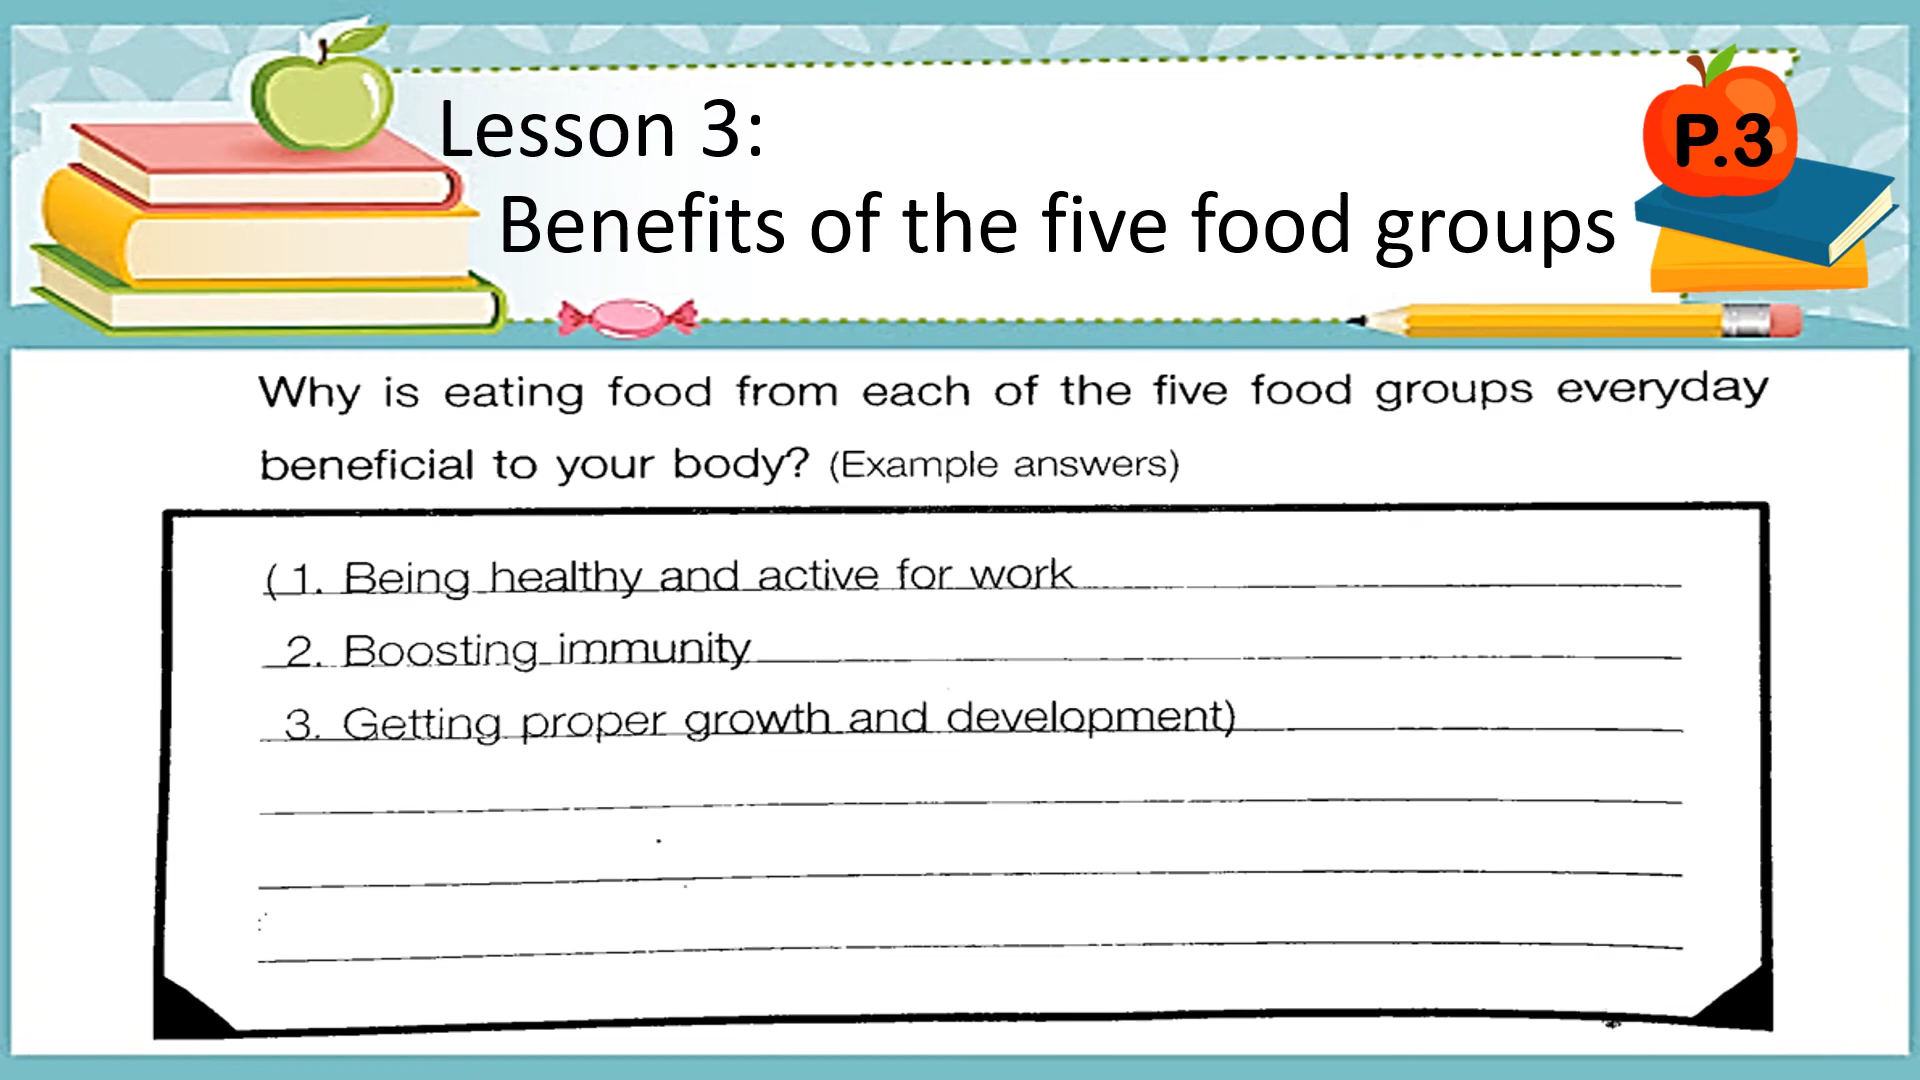 Lesson 3:
P.3
Benefits of the five food groups
Why is eating food from each of the five food groups everyday
beneficial to your body? (Example answers)
( 1. Being healthy and active for work
2. Boosting immunity
3. Getting proper growth and development)